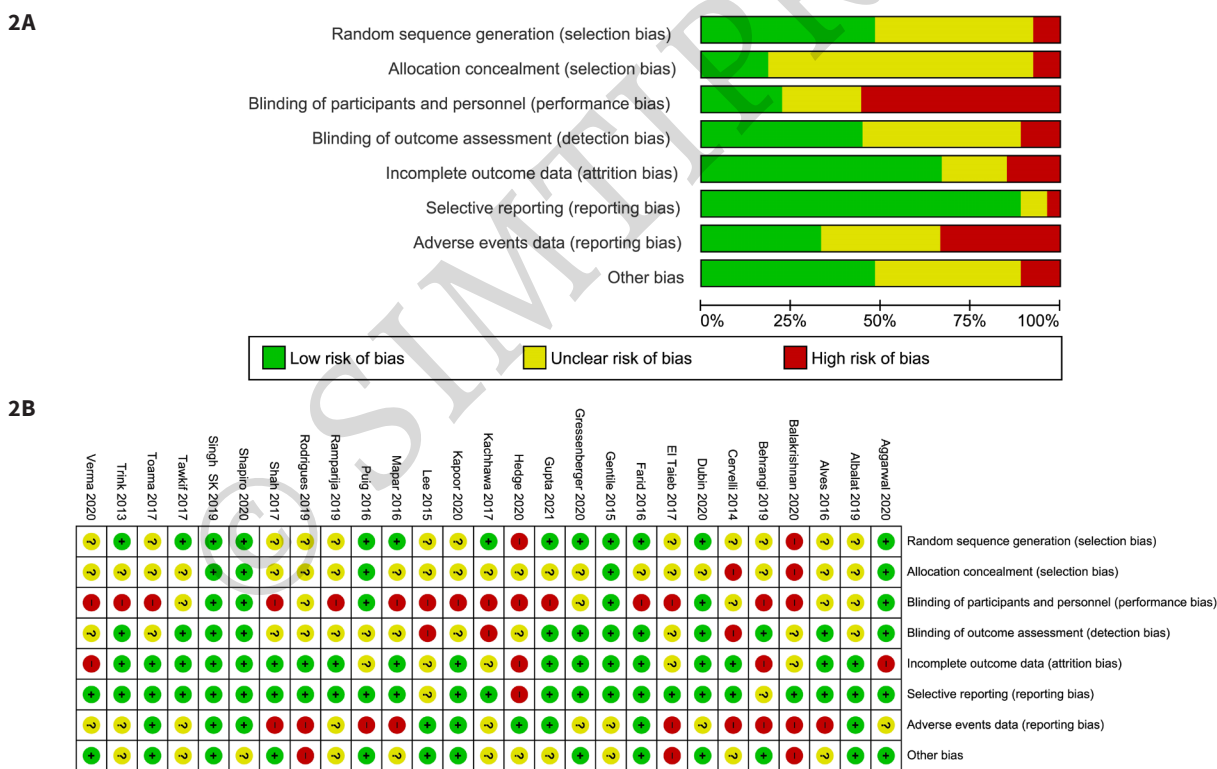 2A
Random sequence generation (selection bias)
Allocation concealment (selection bias)
Blinding of participants and personnel (performance bias)
Blinding of outcome assessment (detection bias)
Incomplete outcome data (attrition bias)
Selective reporting (reporting bias)
Adverse events data (reporting bias)
Other bias
0% 25% 50% 75% 100%
Low risk of bias Unclear risk of bias High risk of bias
2B
Verma 2020
Trink 2013
Toama 2017
Tawkif 2017
Singh SK 2019
Shapiro 2020
Shah 2017
Rodrigues 2019
Ramparija 2019
Puig 2016
Mapar 2016
Lee 2015
Kapoor 2020
Kachhawa 2017
Hedge 2020
Gupta 2021
Gressenberger 2020
Gentile 2015
Farid 2016
El Taieb 2017
Dubin 2020
Cervelli 2014
Behrangi 2019
Balakrishnan 2020
Alves 2016
Albalat 2019
Aggarwal 2020
? + ? + + + ? ? ? + + ? ? + - + + + + ? + ? ? - ? ? + Random sequence generation (selection bias)
? ? ? ? + + ? ? ? + ? ? ? ? ? ? ? + ? ? ? - ? - ? ? + Allocation concealment (selection bias)
- - - ? + + - ? - + - - - - - - ? + - - + ? - - ? ? + Blinding of participants and personnel (performance bias)
? + ? + + + ? ? ? ? ? - ? - ? + + + + ? + - + ? + ? + Blinding of outcome assessment (detection bias)
- + + + + + + + + ? + ? + ? - + + + + ? + + - ? + + - Incomplete outcome data (attrition bias)
+ + + + + + + + + + + ? + + - + + + + + + + ? + + + + Selective reporting (reporting bias)
? ? + ? + + - - ? - - + + ? + + ? ? + - ? - - - - + ? Adverse events data (reporting bias)
+ ? + ? + ? + - ? ? ? + + ? ? ? + ? + - + ? + - ? + + Other bias
© SIMTIPR